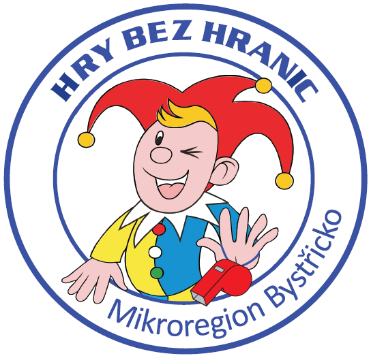 HRY BEZ HRANIC
Mikroregion Bystřicko